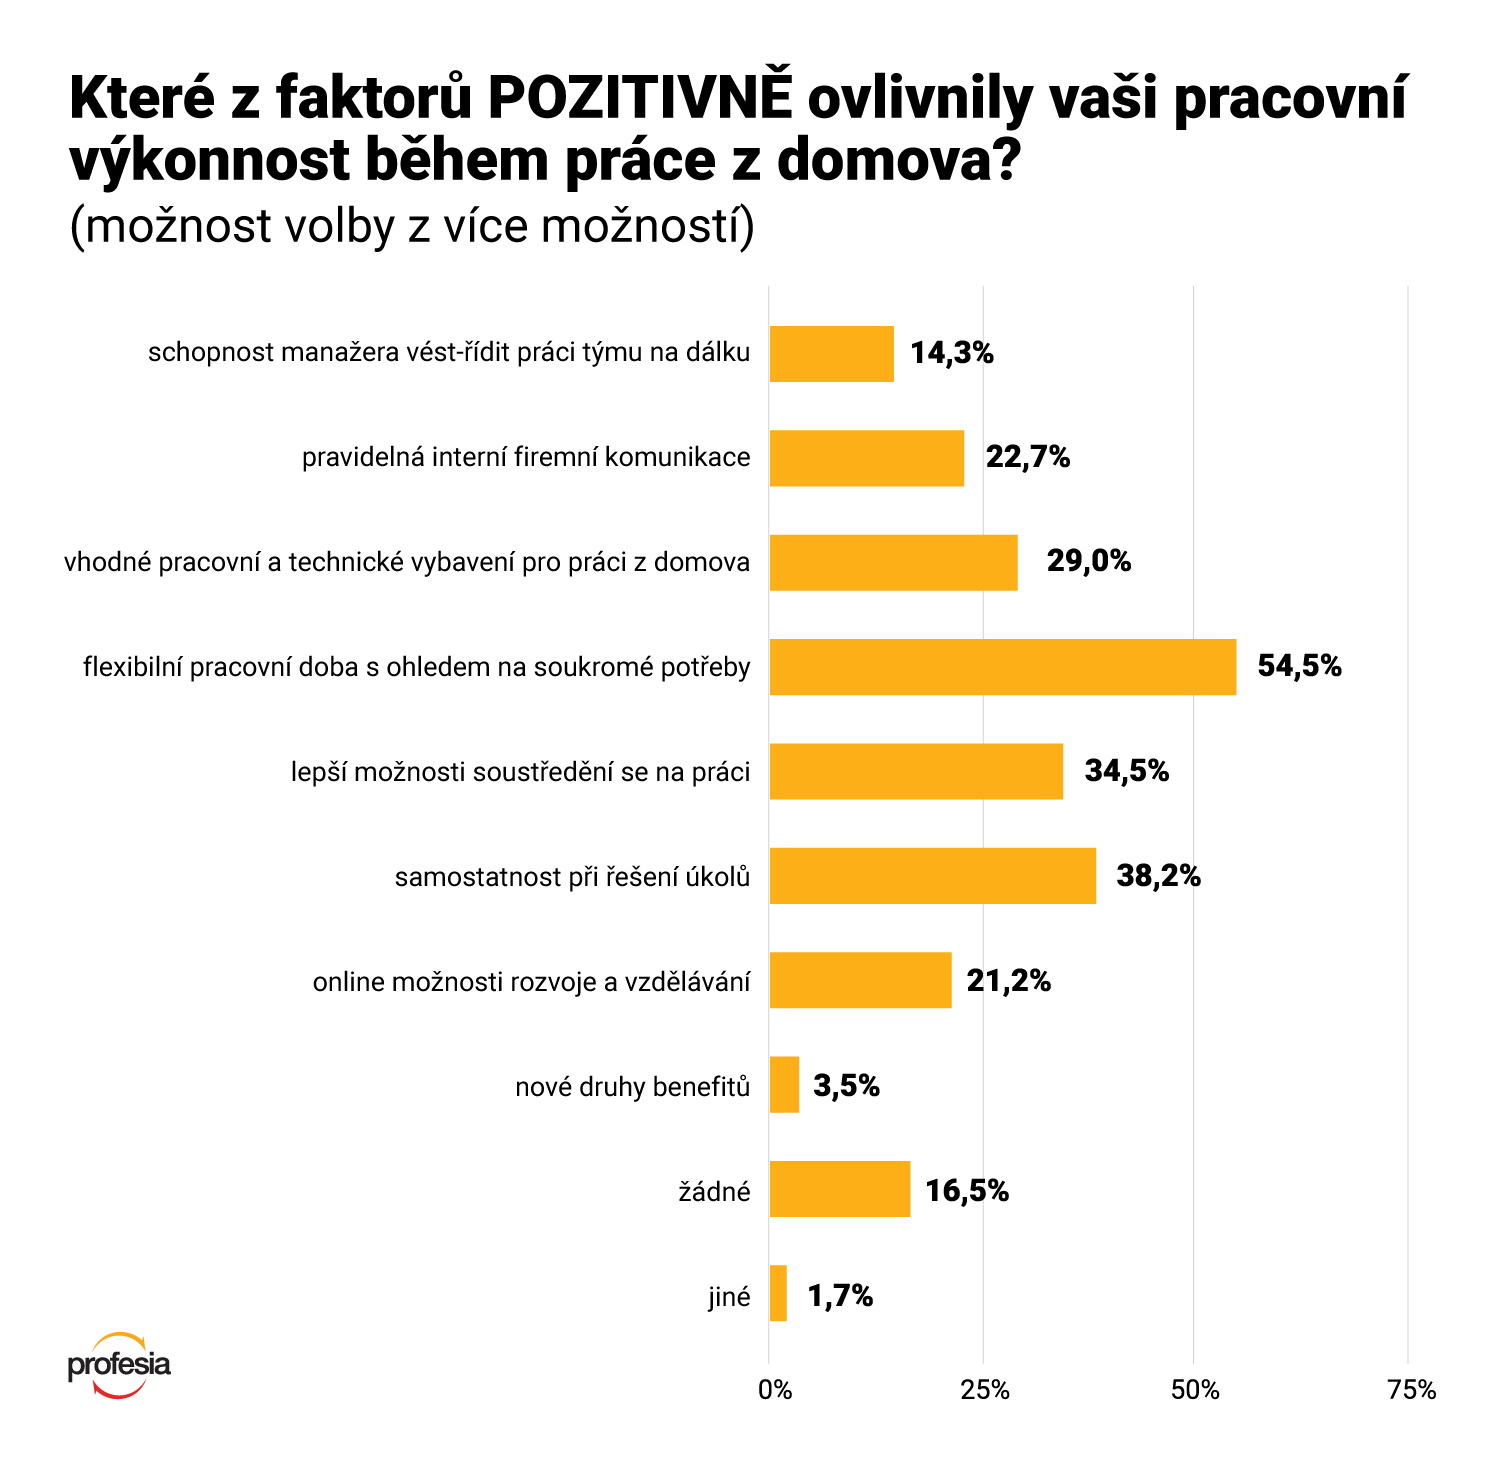 Které z faktorů POZITIVNĚ ovlivnily vaši pracovní
výkonnost během práce z domova?
(možnost volby z více možností)
schopnost manažera vést-řídit práci týmu na dálku 14,3%
pravidelná interní firemní komunikace 22,7%
vhodné pracovní a technické vybavení pro práci z domova 29,0%
flexibilní pracovní doba s ohledem na soukromé potřeby 54,5%
lepší možnosti soustředění se na práci 34,5%
samostatnost při řešení úkolů 38,2%
online možnosti rozvoje a vzdělávání 21,2%
nové druhy benefitů 3,5%
žádné 16,5%
jiné 1,7%
profesia
0% 25% 50% 75%